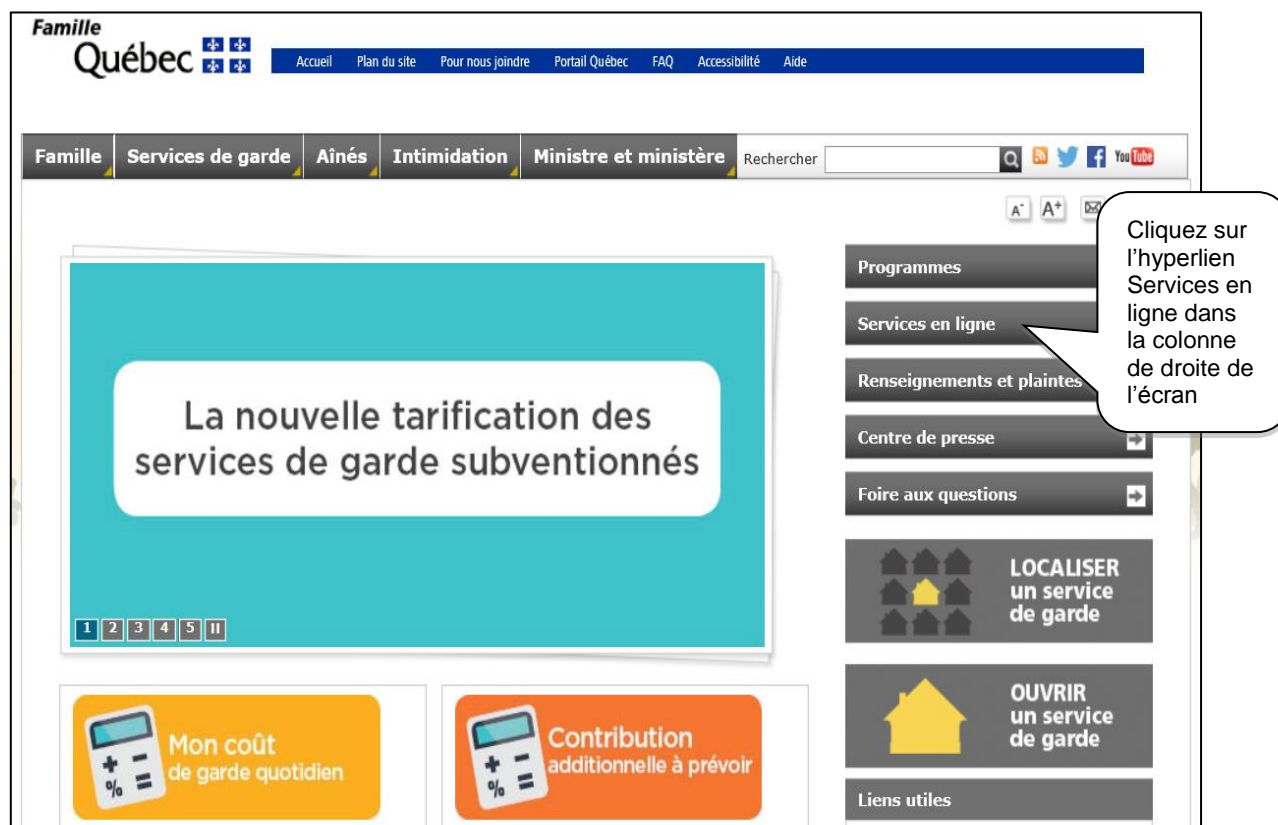 Famille
Québec
Accueil Plan du site Pour nous joindre Portail Québec FAQ Accessibilité Aide
Famille Services de garde Aînés Intimidation Ministre et ministère Rechercher You Tube
A- A+
Cliquez sur
l’hyperlien
Services en
ligne dans
la colonne
de droite de
l’écran
Programmes
Services en ligne
Renseignements et plaintes
Centre de presse
Foire aux questions
La nouvelle tarification des
services de garde subventionnés
1 2 3 4 5
LOCALISER
un service
de garde
OUVRIR
un service
de garde
Mon coût
de garde quotidien
Contribution
additionnelle à prévoir
Liens utiles